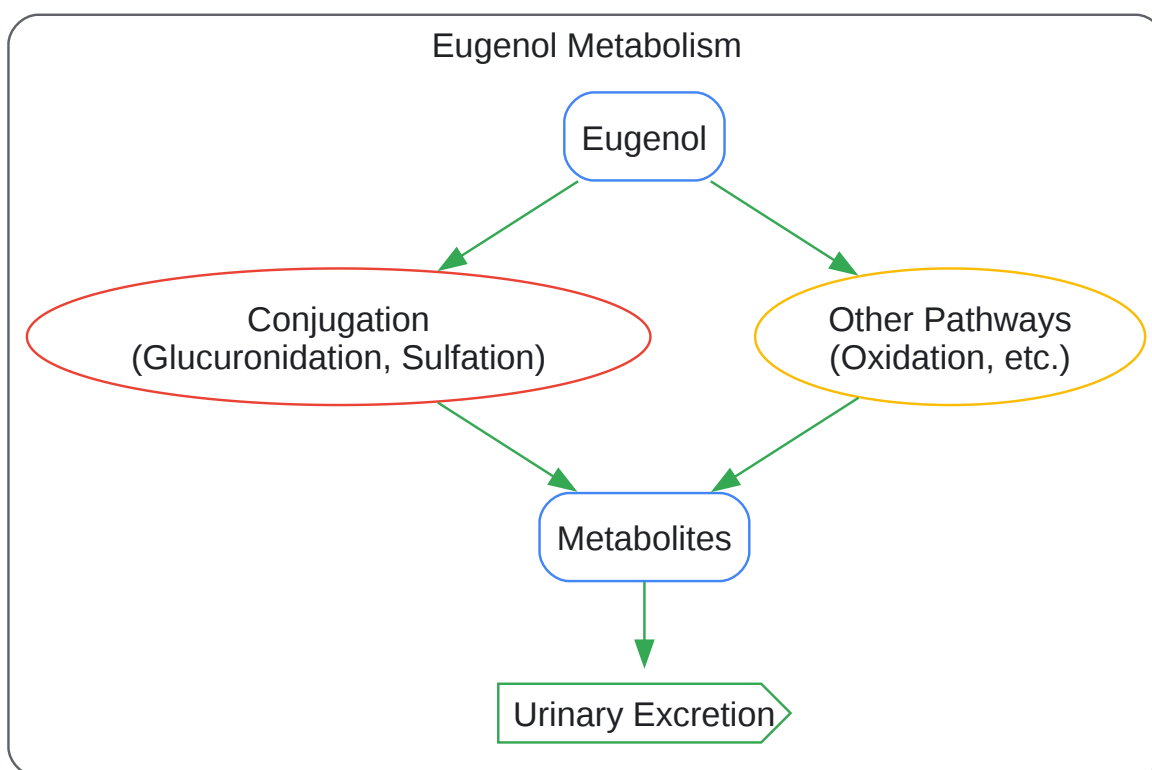 Eugenol Metabolism
Eugenol
Conjugation
(Glucuronidation, Sulfation)
Other Pathways
(Oxidation, etc.)
Metabolites
Urinary Excretion